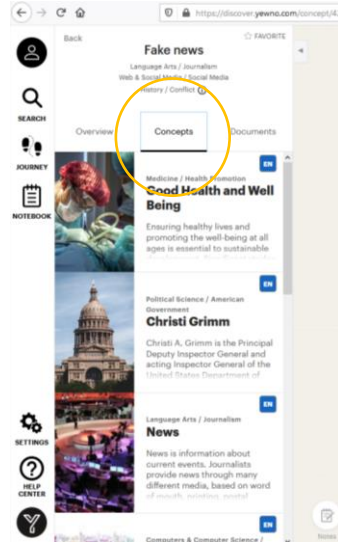 https://discover.yewno.com/concept/4
Back
FAVORITE
Fake news
Language Arts / Journalism
Web & Social Media / Social Media
History / Conflict
SEARCH
JOURNEY
NOTEBOOK
SETTINGS
HELP
CENTER
Overview
Concepts
Documents
EN
Medicine / Health Promotion
Good Health and Well
Being
Ensuring healthy lives and
promoting the well-being at all
ages is essential to sustainable
EN
Political Science / American
Government
Christi Grimm
Christi A. Grimm is the Principal
Deputy Inspector General and
acting Inspector General of the
United States Department of
EN
Language Arts / Journalism
News
News is information about
current events. Journalists
provide news through many
different media, based on word
of mouth, printing, postal
EN
Computers & Computer Science /
Notes